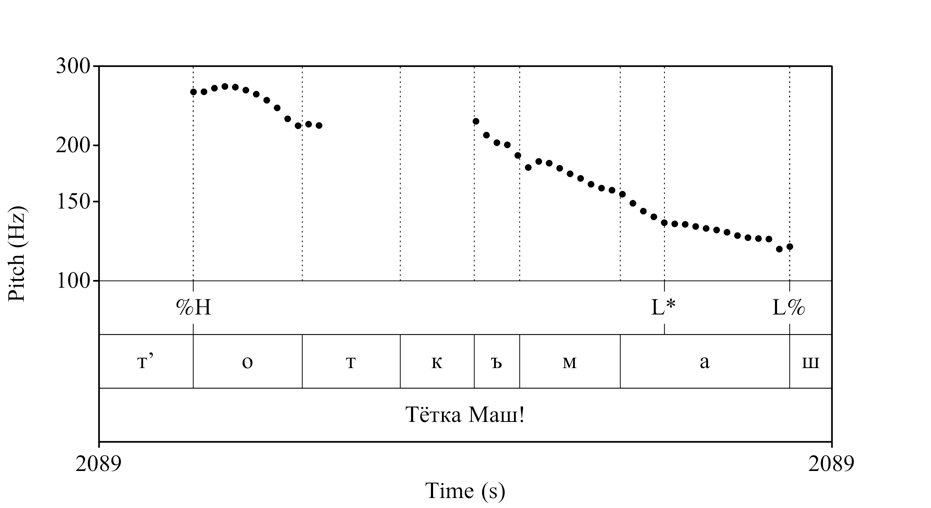 300
200
150
100
Pitch (Hz)
%H L* L%
т’ о т к ъ м а ш
Тётка Маш!
2089 2089
Time (s)